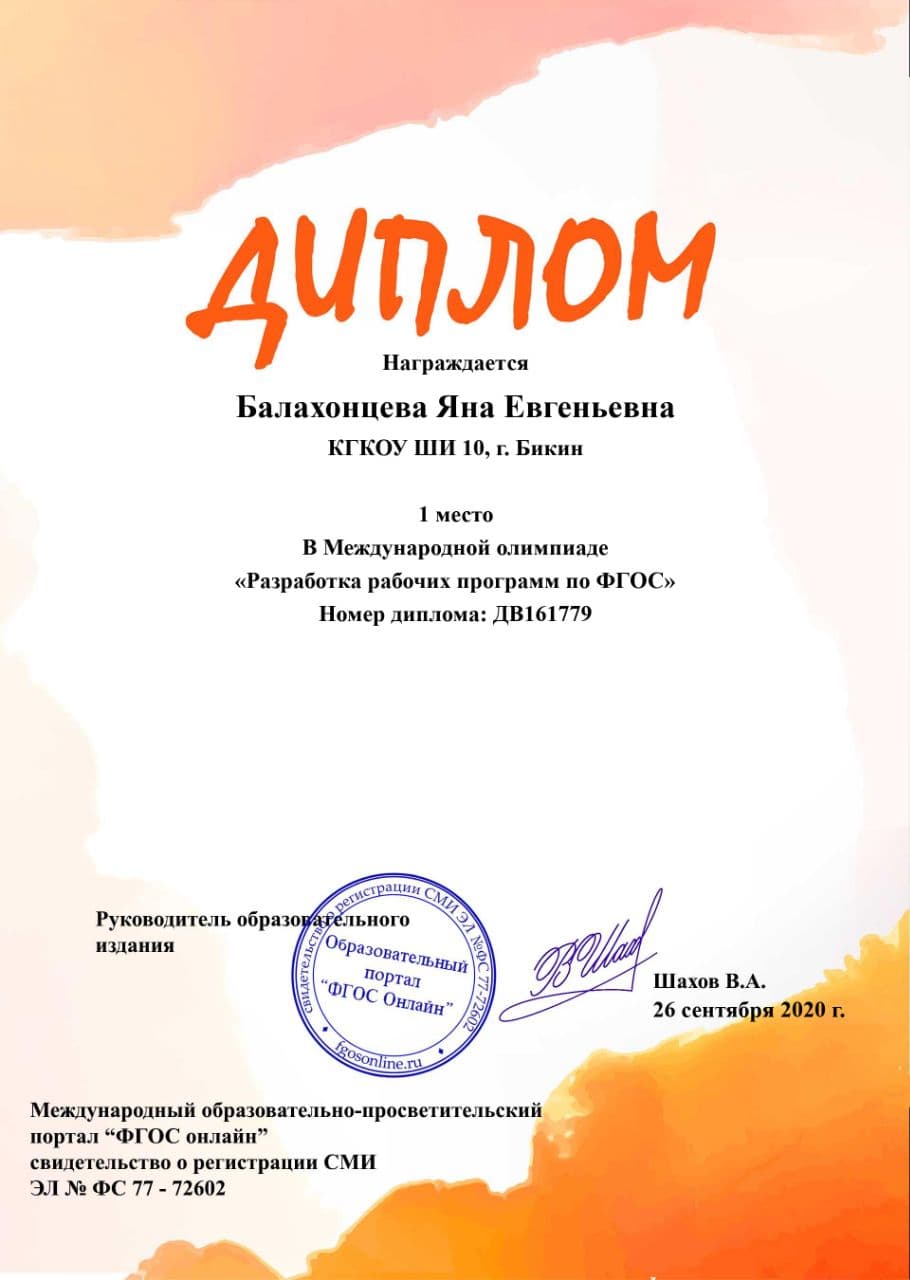 ДИПЛОМ
Награждается
Балахонцева Яна Евгеньевна
КГКОУ ШИ 10, г. Бикин
1 место
В Международной олимпиаде
«Разработка рабочих программ по ФГОС»
Номер диплома: ДВ161779
Руководитель образовательного
издания
свидетельство о регистрации СМИ ЭЛ №ФС 77-72602
Образовательный
портал
“ФГОС Онлайн”
fgosonline.ru
Шахов В.А.
26 сентября 2020 г.
Международный образовательно-просветительский
портал “ФГОС онлайн”
свидетельство о регистрации СМИ
ЭЛ № ФС 77 - 72602